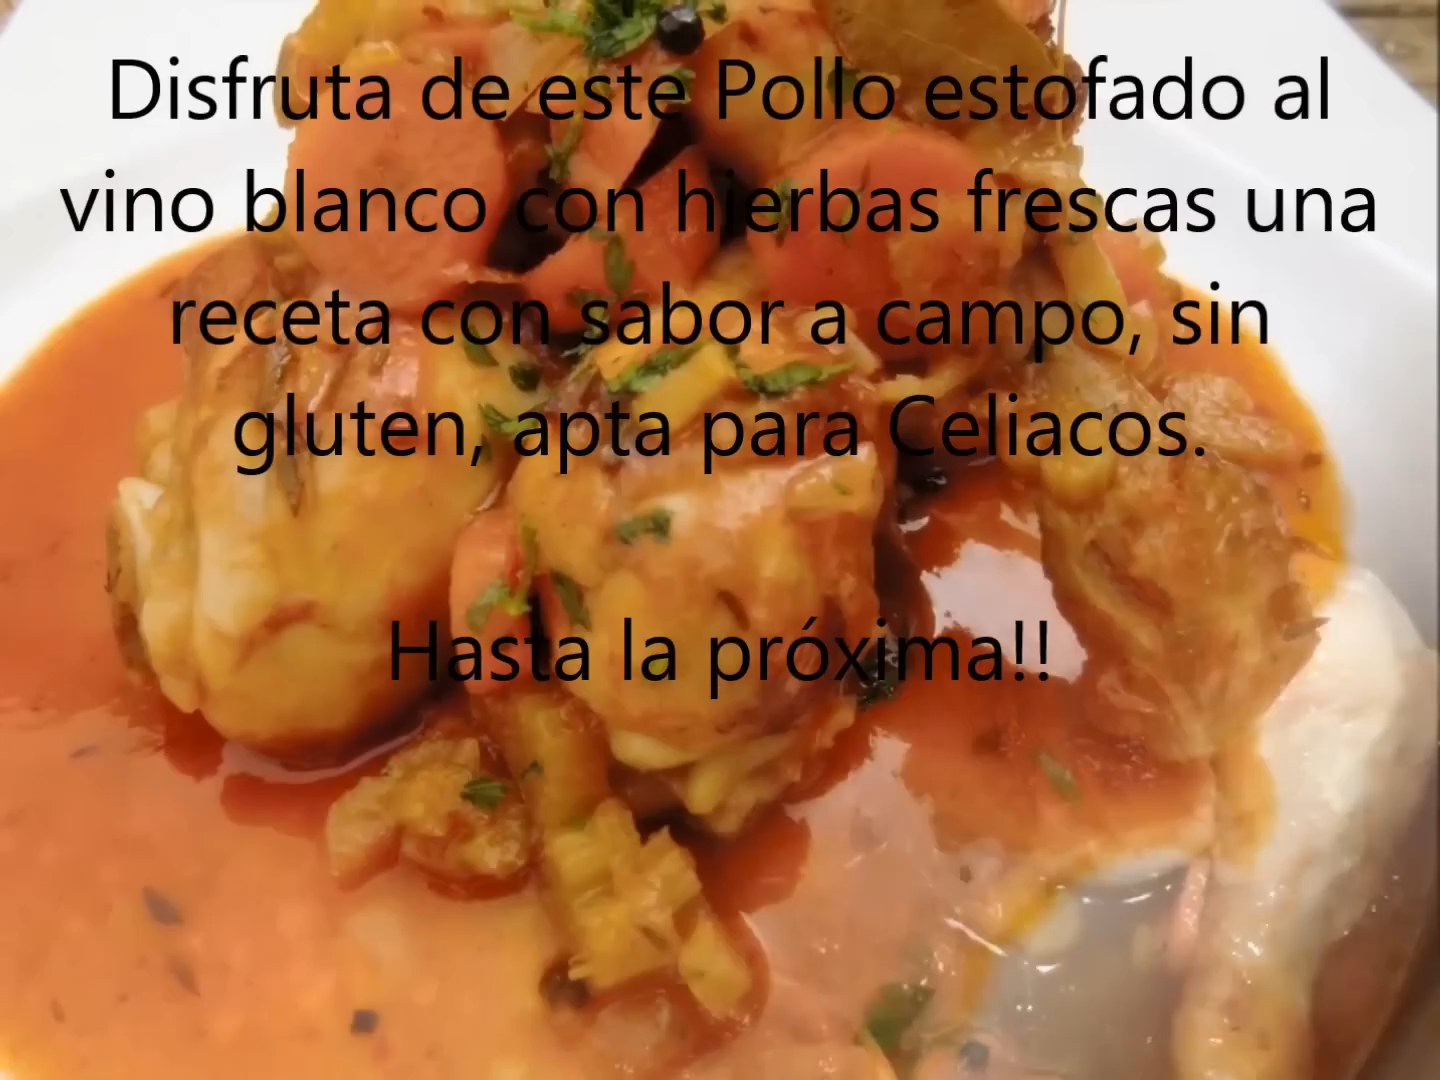 Disfruta de este Pollo estofado al
vino blanco con hierbas frescas una
receta con sabor a campo, sin
gluten, apta para Celiacos.
Hasta la próxima!!